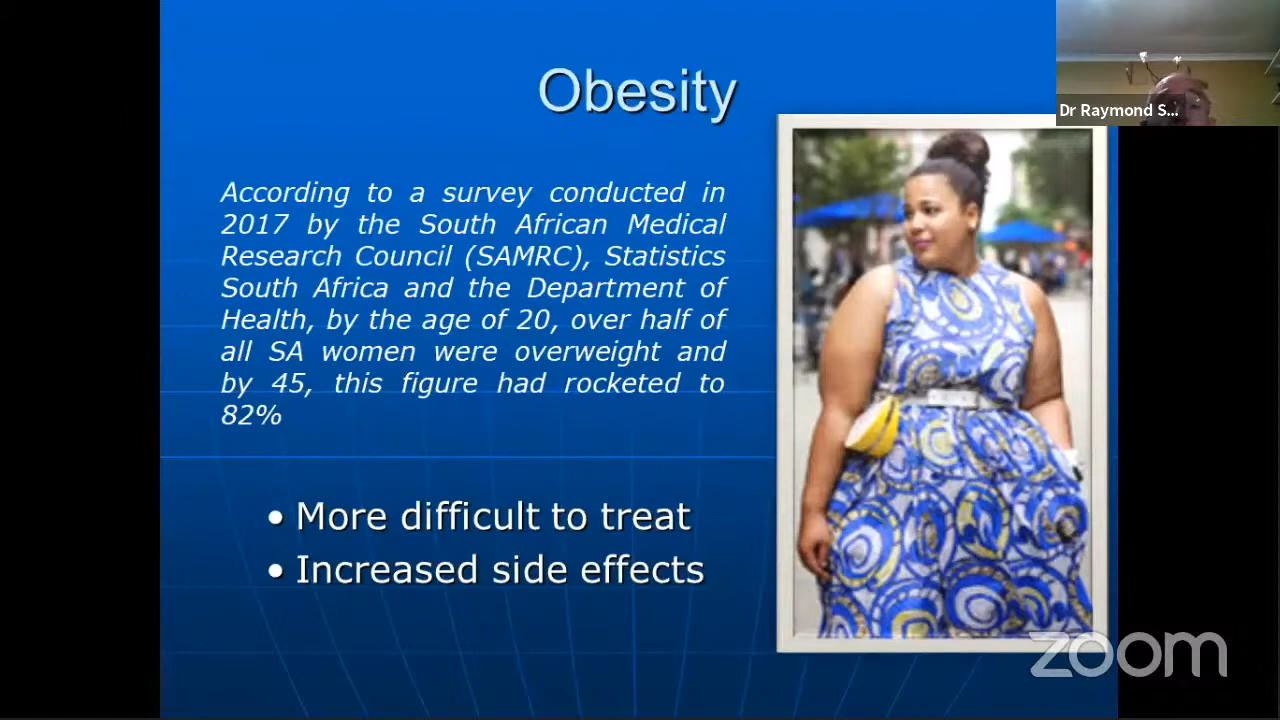 Obesity
Dr Raymond S...
According to a survey conducted in
2017 by the South African Medical
Research Council (SAMRC), Statistics
South Africa and the Department of
Health, by the age of 20, over half of
all SA women were overweight and
by 45, this figure had rocketed to
82%
• More difficult to treat
• Increased side effects
zoom